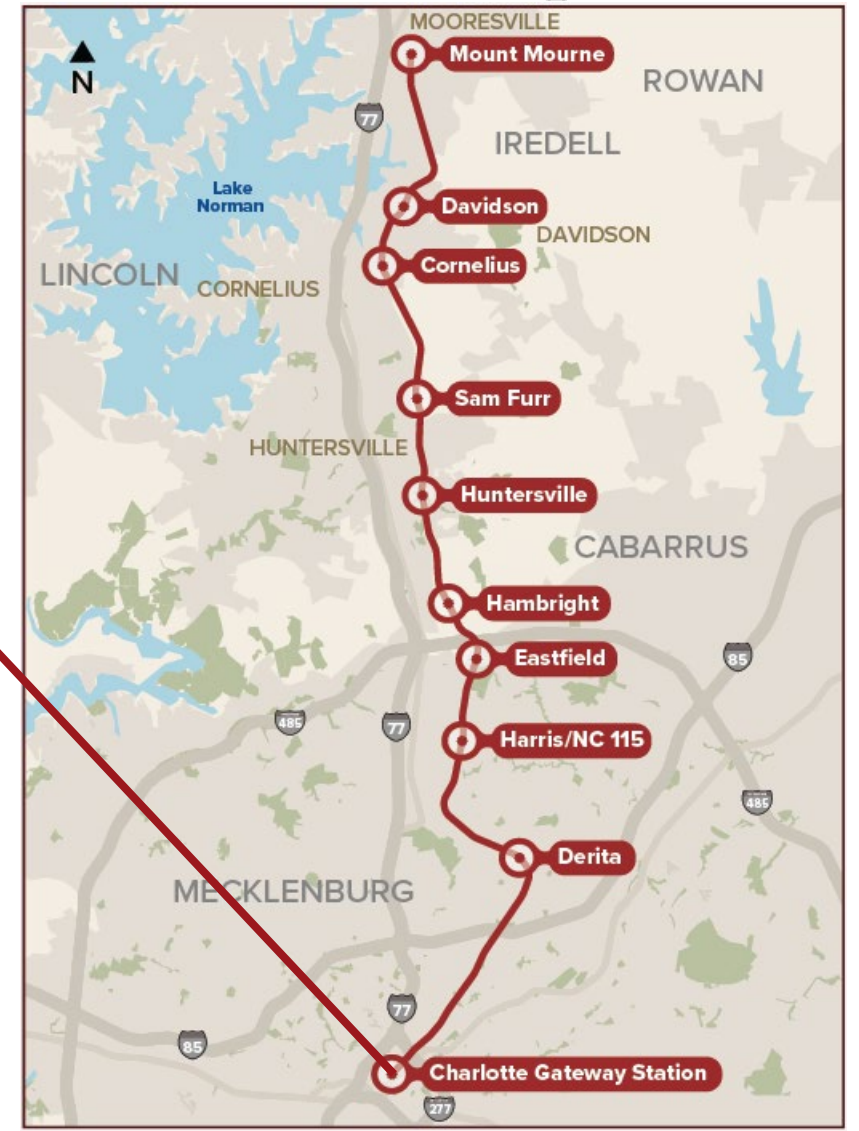 MOORESVILLE
Mount Mourne
N
ROWAN
77
IREDELL
Lake
Norman
Davidson
DAVIDSON
LINCOLN
Cornelius
CORNELIUS
Sam Furr
HUNTERSVILLE
Huntersville
CABARRUS
Hambright
Eastfield
85
485
77
Harris/NC 115
485
Derita
MECKLENBURG
77
85
Charlotte Gateway Station
277